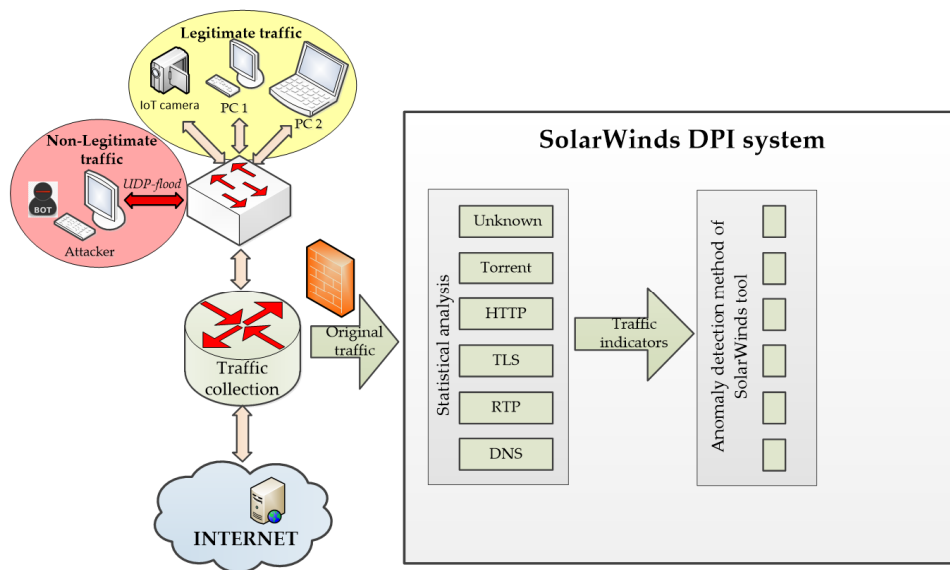 Legitimate traffic
IoT camera
PC 1
PC 2
Non-Legitimate
traffic
UDP-flood
BOT
Attacker
Traffic
collection
INTERNET
Original
traffic
SolarWinds DPI system
Statistical analysis
Unknown
Torrent
HTTP
TLS
RTP
DNS
Traffic
indicators
Anomaly detection method of
SolarWinds tool